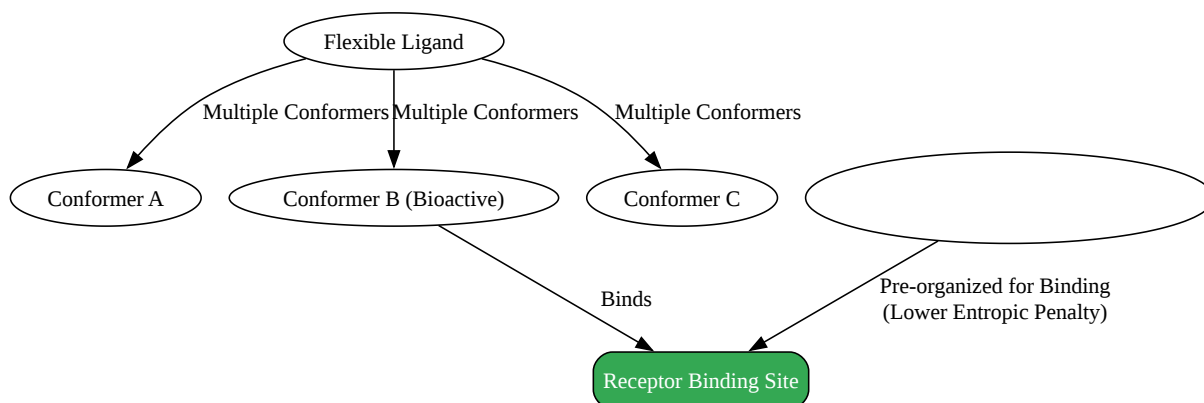 Flexible Ligand
Multiple Conformers
Multiple Conformers
Multiple Conformers
Conformer A
Conformer B (Bioactive)
Conformer C
Binds
Pre-organized for Binding
(Lower Entropic Penalty)
Receptor Binding Site